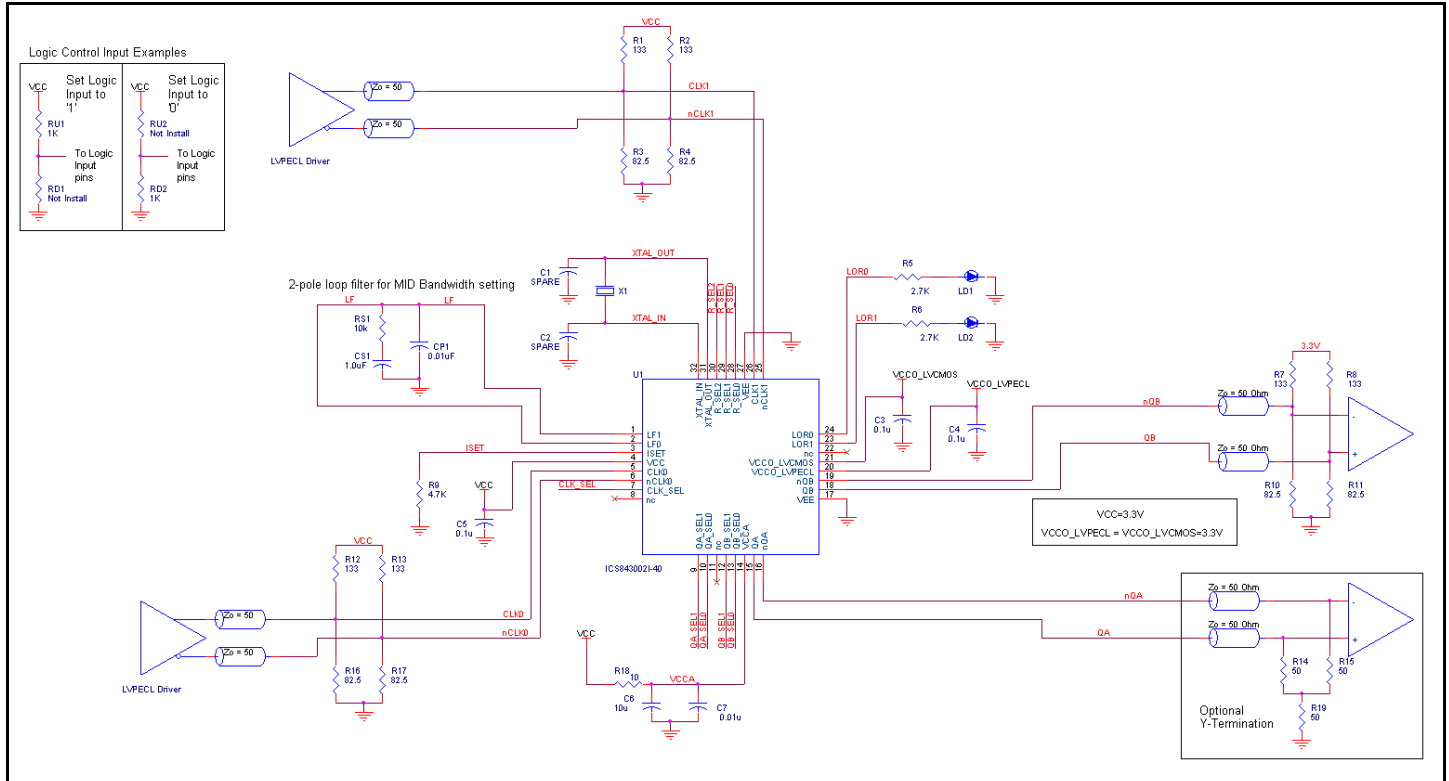 Logic Control Input Examples
VCC
Set Logic
Input to
'1'
RU1
1K
To Logic
Input
pins
RD1
Not Install
VCC
Set Logic
Input to
'0'
RU2
Not Install
To Logic
Input
pins
RD2
1K
Zo = 50
Zo = 50
LVPECL Driver
VCC
R1
133
R2
133
CLK1
nCLK1
R3
82.5
R4
82.5
2-pole loop filter for MID Bandwidth setting
LF
LF
RS1
10k
CS1
1.0uF
CP1
0.01uF
C1
SPARE
XTAL_OUT
X1
C2
SPARE
XTAL_IN
R_SEL2
R_SEL1
R_SEL0
LOR0
R5
2.7K
LD1
LOR1
R6
2.7K
LD2
U1
32
31
30
29
28
27
26
25
XTAL_IN
XTAL_OUT
R_SEL2
R_SEL1
R_SEL0
VEE
CLK1
nCLK1
1
2
3
4
5
6
7
8
LF1
LF0
ISET
VCC
CLK0
nCLK0
CLK_SEL
nc
LOR0
LOR1
nc
VCCO_LVCMOS
VCCO_LVPECL
nQB
QB
VEE
24
23
22
21
20
19
18
17
QA_SEL1
QA_SEL0
nc
QB_SEL1
QB_SEL0
VCCA
QA
nQA
9
10
11
12
13
14
15
16
ICS843002I-40
QA_SEL1
QA_SEL0
QB_SEL1
QB_SEL0
ISET
R9
4.7K
VCC
C5
0.1u
CLK_SEL
VCCO_LVCMOS
C3
0.1u
VCCO_LVPECL
C4
0.1u
nQB
QB
Zo = 50 Ohm
Zo = 50 Ohm
3.3V
R7
133
R8
133
-
+
R10
82.5
R11
82.5
VCC=3.3V
VCCO_LVPECL = VCCO_LVCMOS=3.3V
VCC
R12
133
R13
133
Zo = 50
Zo = 50
LVPECL Driver
CLK0
nCLK0
R16
82.5
R17
82.5
VCC
R18
10
VCCA
C6
10u
C7
0.01u
nQA
QA
Zo = 50 Ohm
Zo = 50 Ohm
-
+
R14
50
R15
50
R19
50
Optional
Y-Termination